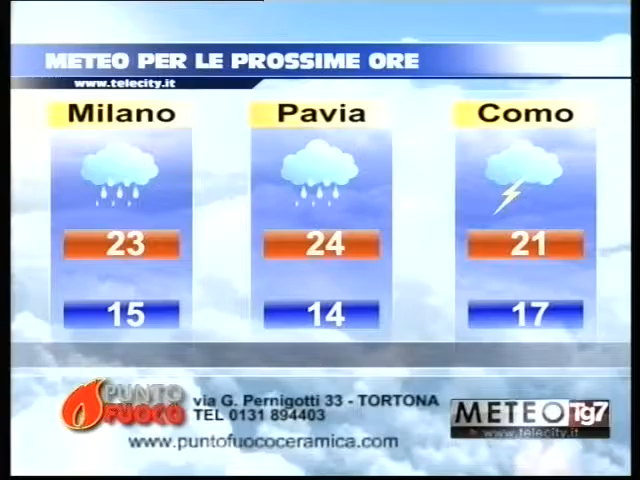 METEO PER LE PROSSIME ORE
www.telecity.it
Milano Pavia Como
23 24 21
15 14 17
PUNTO FUOCO
via G. Pernigotti 33 - TORTONA
TEL 0131 894403
www.puntofuococeramica.com
METEO Tg7
www.telecity.it